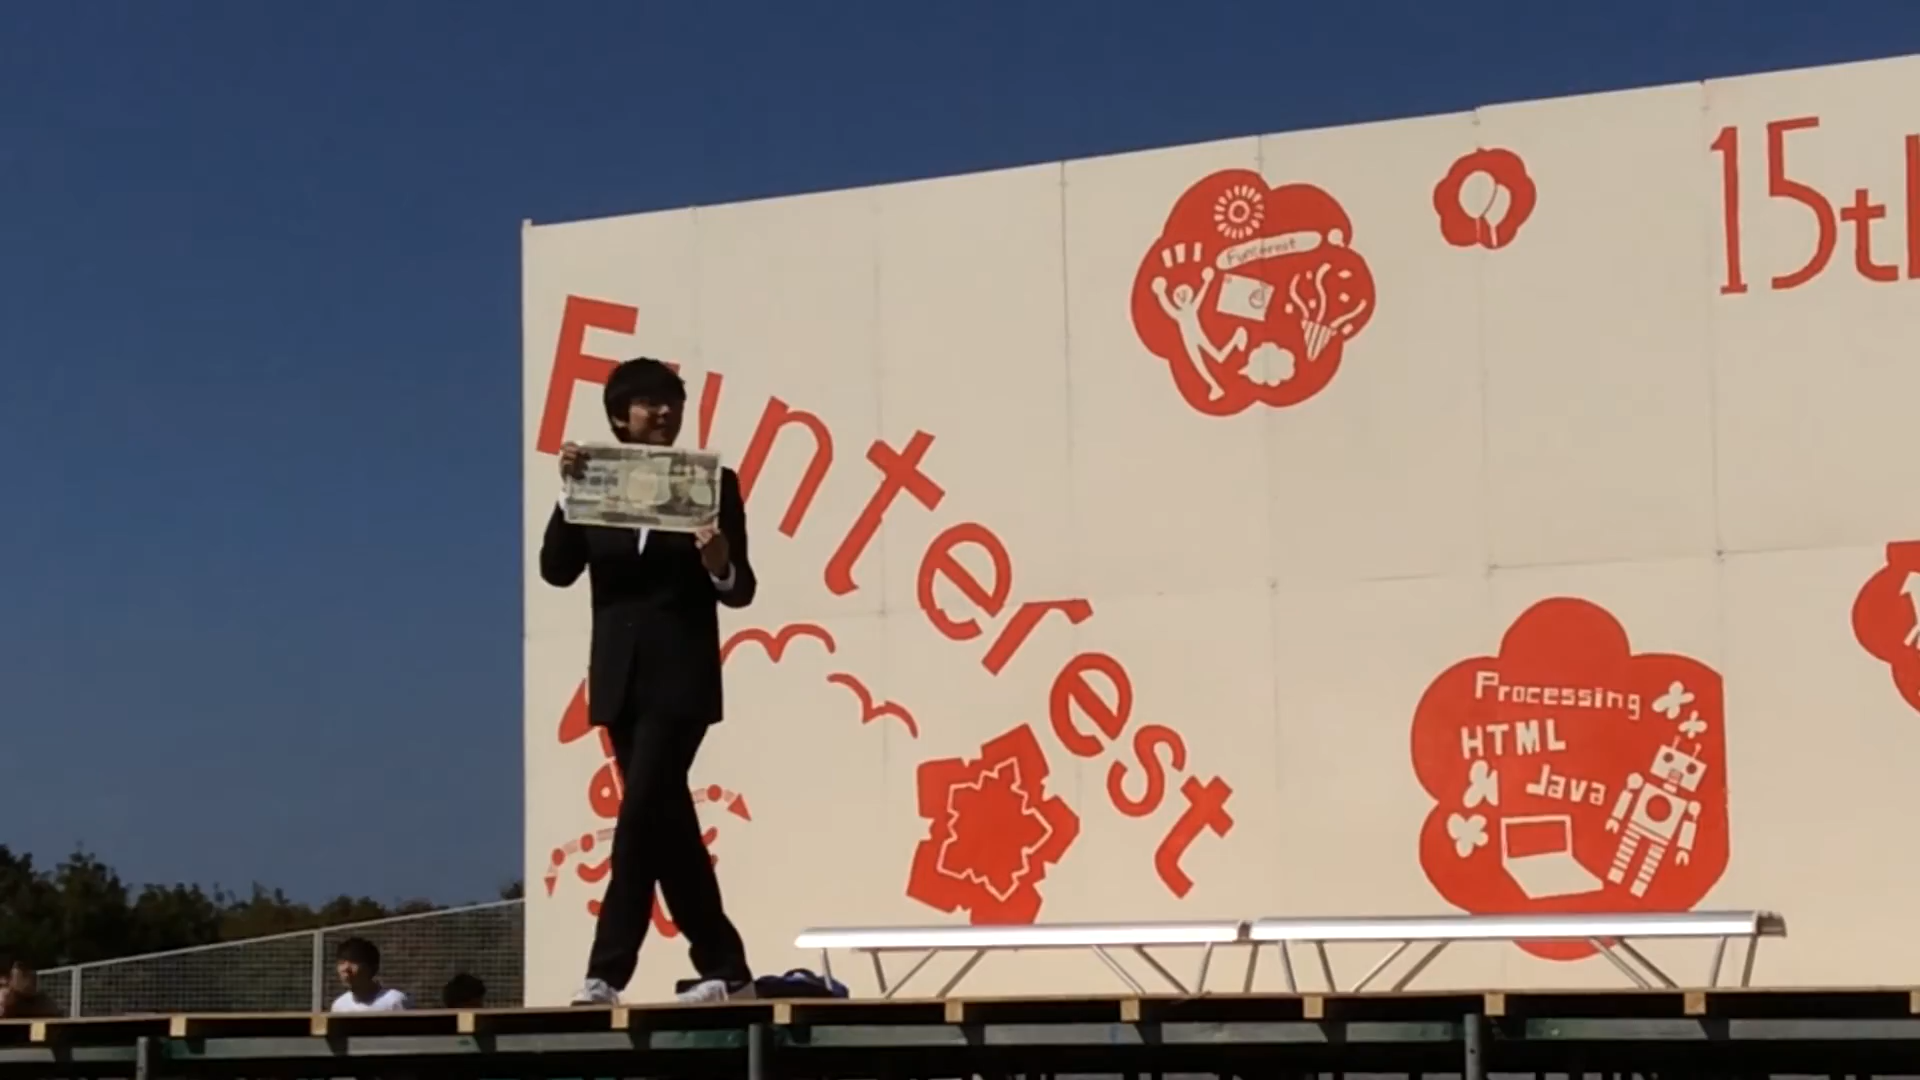 Funterest
Funterest
15th
Processing
HTML
Java